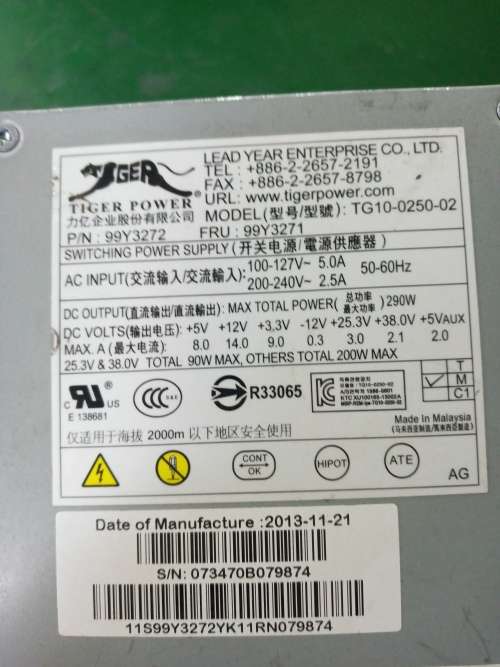 LEAD YEAR ENTERPRISE CO., LTD.
TEL : +886-2-2657-2191
FAX : +886-2-2657-8798
URL: www.tigerpower.com
TIGER
TIGER POWER
力亿企业股份有限公司
MODEL(型号/型號): TG10-0250-02
P/N : 99Y3272 FRU : 99Y3271
SWITCHING POWER SUPPLY (开关电源/電源供應器)
AC INPUT(交流输入/交流輸入): 100-127V~ 5.0A 50-60Hz
200-240V~ 2.5A
DC OUTPUT(直流输出/直流輸出): MAX TOTAL POWER( 总功率 最大功率 )290W
DC VOLTS(输出电压): +5V +12V +3.3V -12V +25.3V +38.0V +5VAUX
MAX. A (最大电流): 8.0 14.0 9.0 0.3 3.0 2.1 2.0
25.3V & 38.0V TOTAL 90W MAX, OTHERS TOTAL 200W MAX
T
M
C1
C UL US
E 138681
CCC S&E
R33065
TG10-0250-02
Made in Malaysia
仅适用于海拔 2000m 以下地区安全使用
CONT OK
HIPOT
ATE
AG
Date of Manufacture :2013-11-21
S/N: 073470B079874
11S99Y3272YK11RN079874